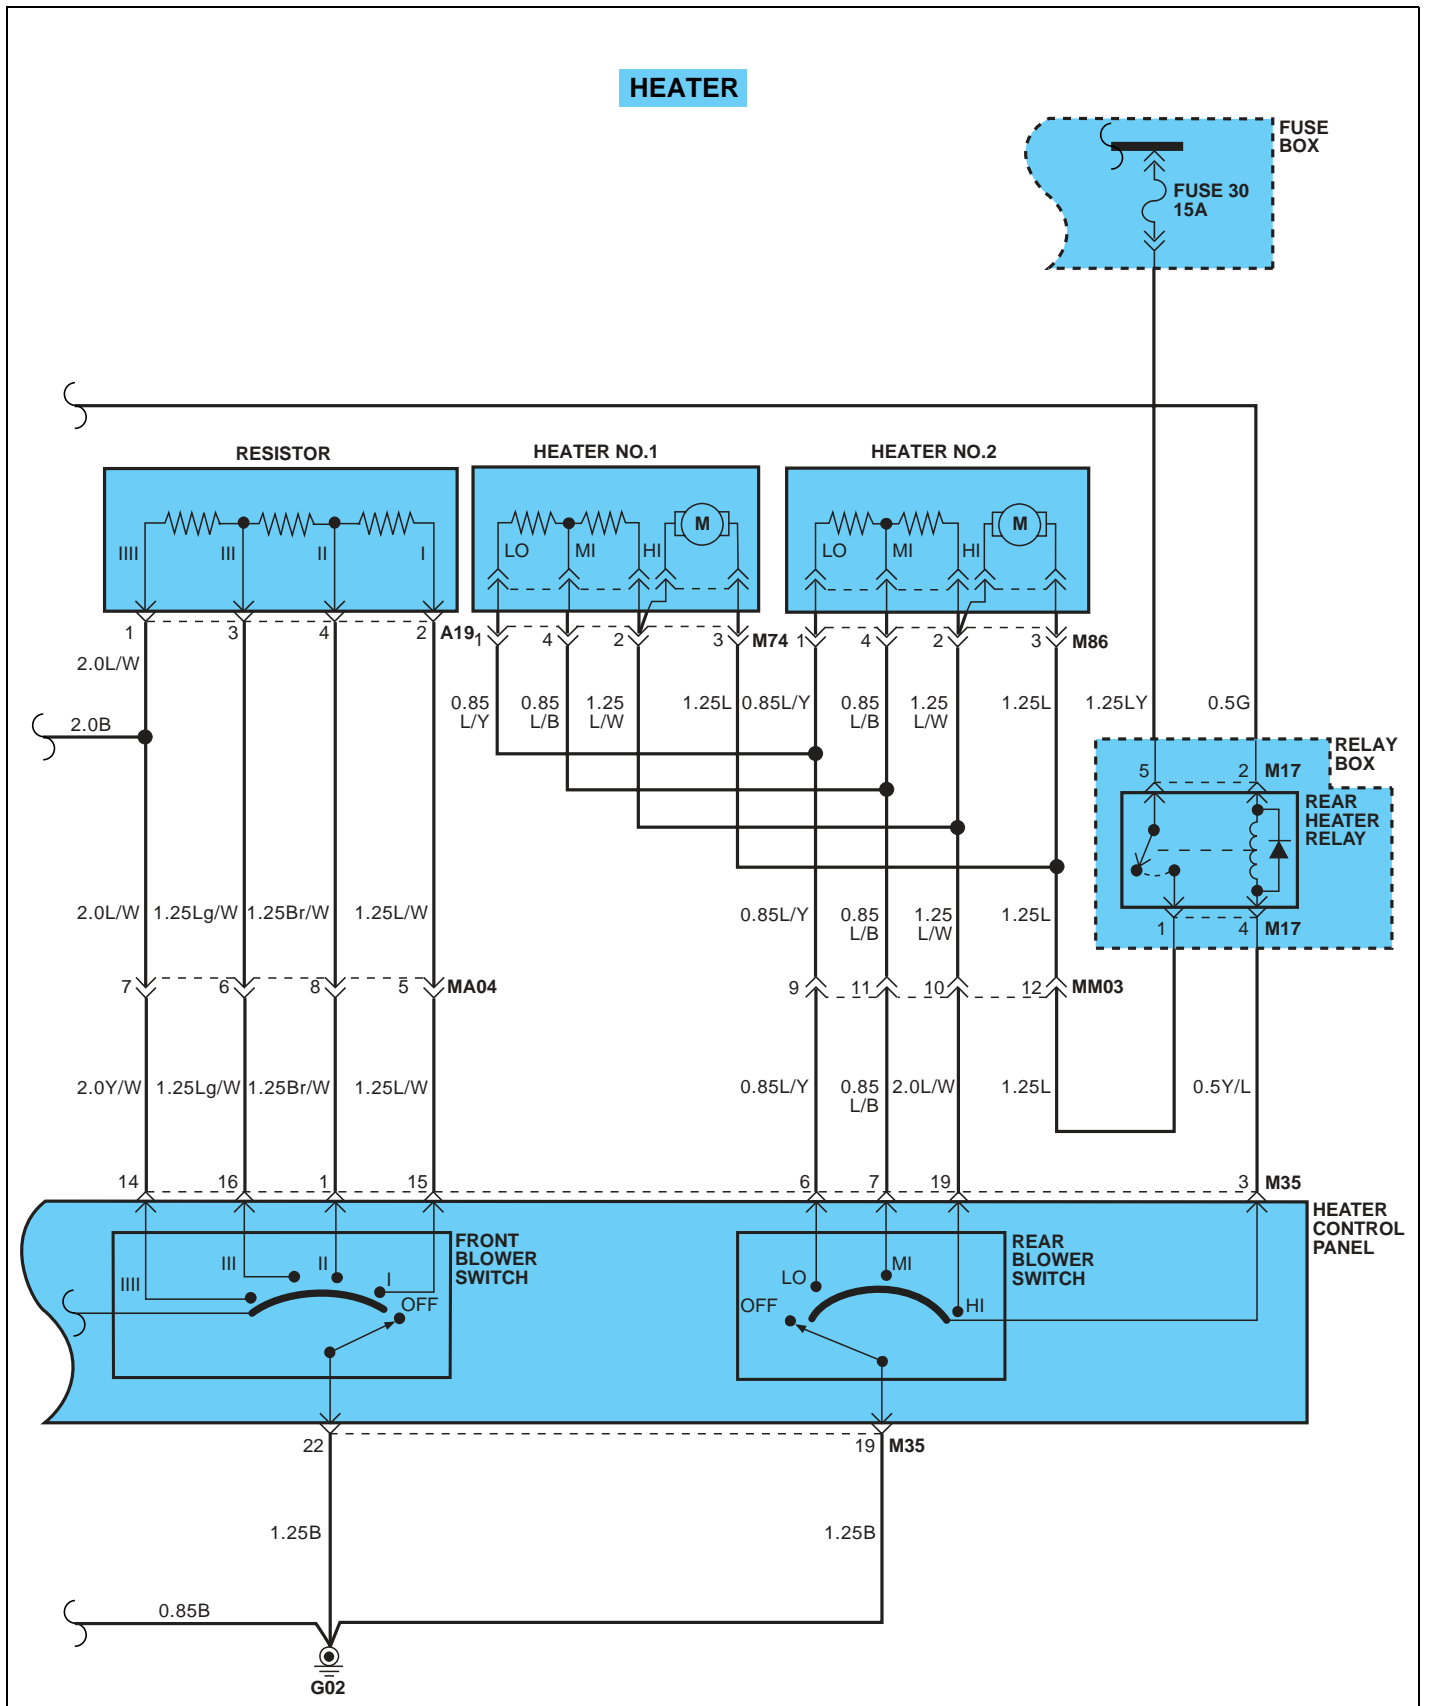 HEATER
FUSE
BOX
FUSE 30
15A
RESISTOR
HEATER NO.1
HEATER NO.2
M
M
IIII
III
II
I
LO
MI
HI
LO
MI
HI
1
3
4
2
A19
1
4
2
3
M74
1
4
2
3
M86
2.0L/W
2.0B
0.85
L/Y
0.85
L/B
1.25
L/W
1.25L
0.85L/Y
0.85
L/B
1.25
L/W
1.25L
1.25LY
0.5G
RELAY
BOX
5
2
M17
REAR
HEATER
RELAY
2.0L/W
1.25Lg/W
1.25Br/W
1.25L/W
0.85L/Y
0.85
L/B
1.25
L/W
1.25L
1
4
M17
7
6
8
5
MA04
9
11
10
12
MM03
2.0Y/W
1.25Lg/W
1.25Br/W
1.25L/W
0.85L/Y
0.85
L/B
2.0L/W
1.25L
0.5Y/L
14
16
1
15
6
7
19
3
M35
HEATER
CONTROL
PANEL
FRONT
BLOWER
SWITCH
IIII
III
II
I
OFF
REAR
BLOWER
SWITCH
LO
MI
OFF
HI
22
19
M35
1.25B
1.25B
0.85B
G02